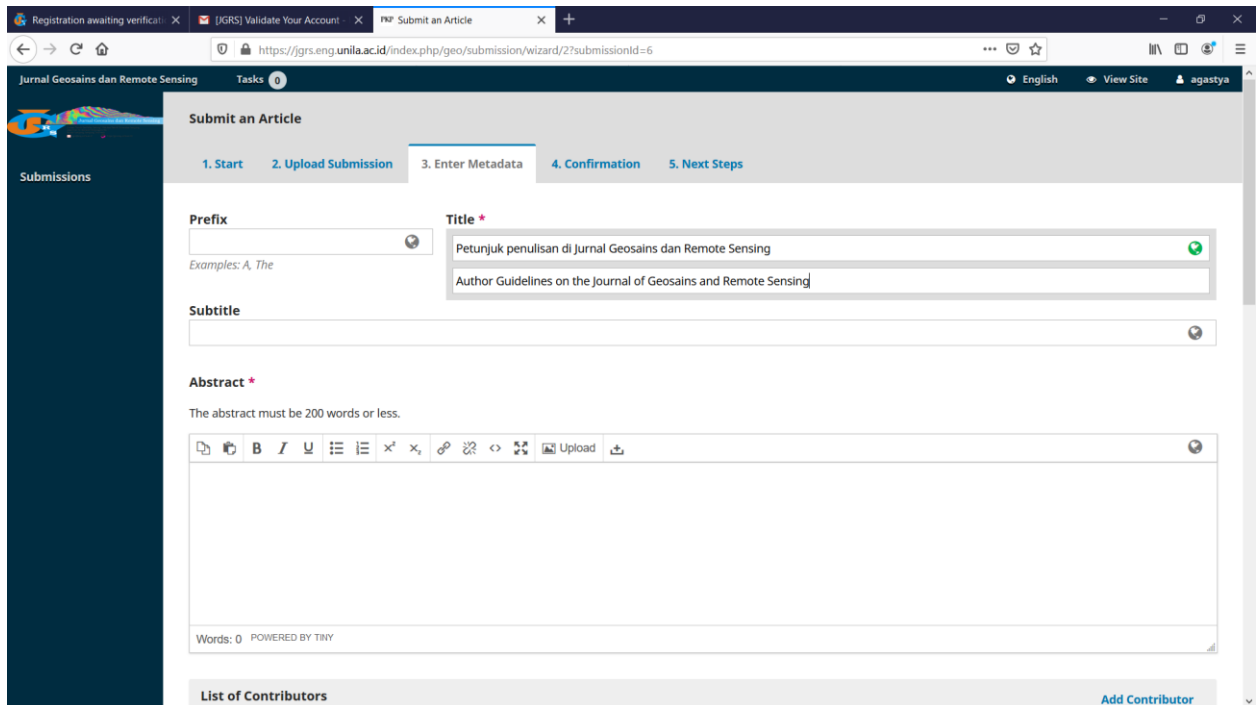 Registration awaiting verificati
[JGRS] Validate Your Account -
PKP Submit an Article
https://jgrs.eng.unila.ac.id/index.php/geo/submission/wizard/2?submissionId=6
Jurnal Geosains dan Remote Sensing Tasks 0 English View Site agastya
Submit an Article
Submissions
1. Start 2. Upload Submission 3. Enter Metadata 4. Confirmation 5. Next Steps
Prefix
Examples: A, The
Title *
Petunjuk penulisan di Jurnal Geosains dan Remote Sensing
Author Guidelines on the Journal of Geosains and Remote Sensing
Subtitle
Abstract *
The abstract must be 200 words or less.
B I U x² x₂ Upload
Words: 0 POWERED BY TINY
List of Contributors Add Contributor